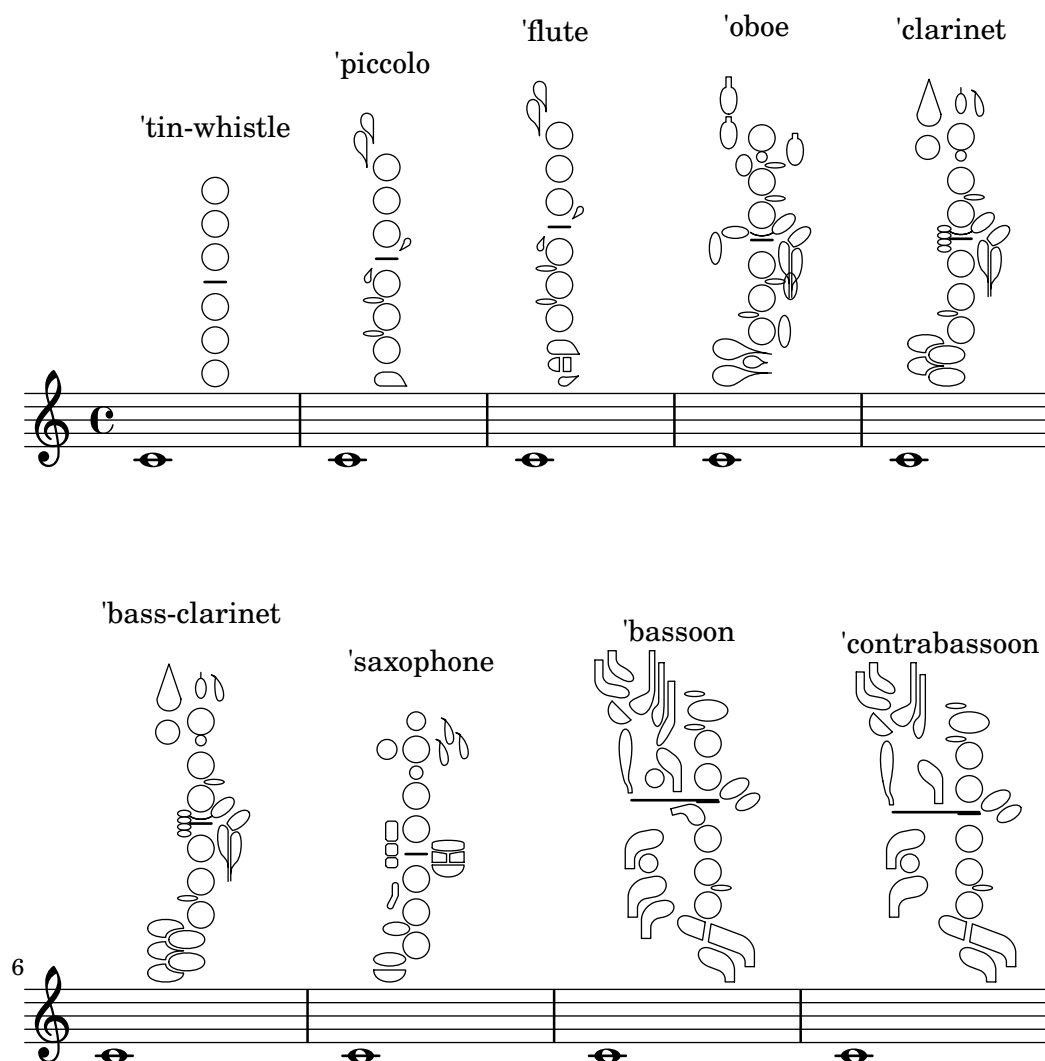 'tin-whistle
'piccolo
'flute
'oboe
'clarinet
'bass-clarinet
'saxophone
'bassoon
'contrabassoon
6